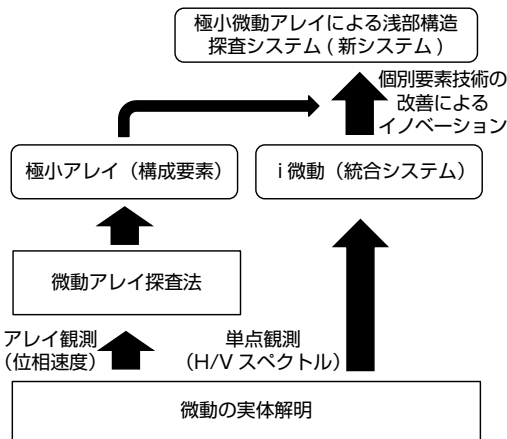 極小微動アレイによる浅部構造
探査システム ( 新システム )
個別要素技術の
改善による
イノベーション
極小アレイ（構成要素）
i 微動（統合システム）
微動アレイ探査法
アレイ観測
（位相速度）
単点観測
（H/V スペクトル）
微動の実体解明